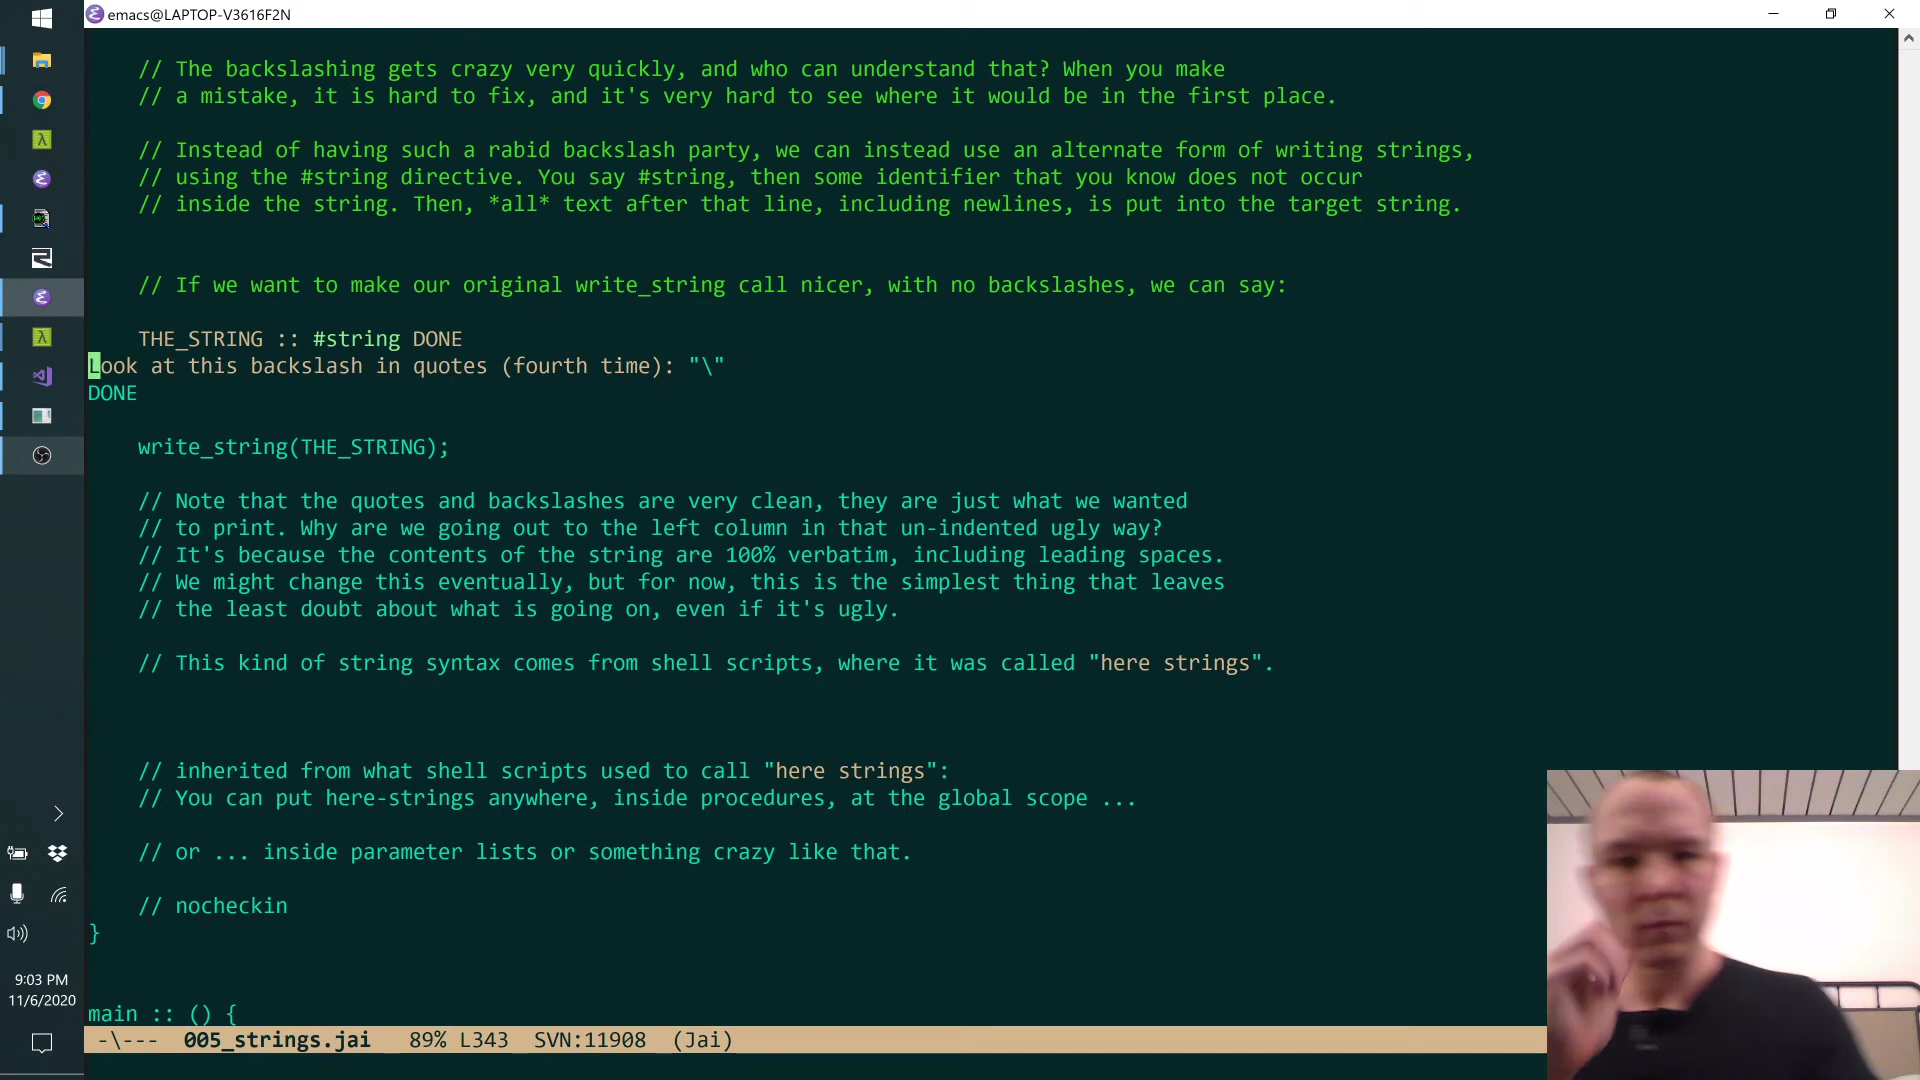 emacs@LAPTOP-V3616F2N
// The backslashing gets crazy very quickly, and who can understand that? When you make
// a mistake, it is hard to fix, and it's very hard to see where it would be in the first place.
// Instead of having such a rabid backslash party, we can instead use an alternate form of writing strings,
// using the #string directive. You say #string, then some identifier that you know does not occur
// inside the string. Then, *all* text after that line, including newlines, is put into the target string.
// If we want to make our original write_string call nicer, with no backslashes, we can say:
THE_STRING :: #string DONE
Look at this backslash in quotes (fourth time): "\"
DONE
write_string(THE_STRING);
// Note that the quotes and backslashes are very clean, they are just what we wanted
// to print. Why are we going out to the left column in that un-indented ugly way?
// It's because the contents of the string are 100% verbatim, including leading spaces.
// We might change this eventually, but for now, this is the simplest thing that leaves
// the least doubt about what is going on, even if it's ugly.
// This kind of string syntax comes from shell scripts, where it was called "here strings".
// inherited from what shell scripts used to call "here strings":
// You can put here-strings anywhere, inside procedures, at the global scope ...
// or ... inside parameter lists or something crazy like that.
// nocheckin
}
main :: () {
-\--- 005_strings.jai 89% L343 SVN:11908 (Jai)
9:03 PM
11/6/2020